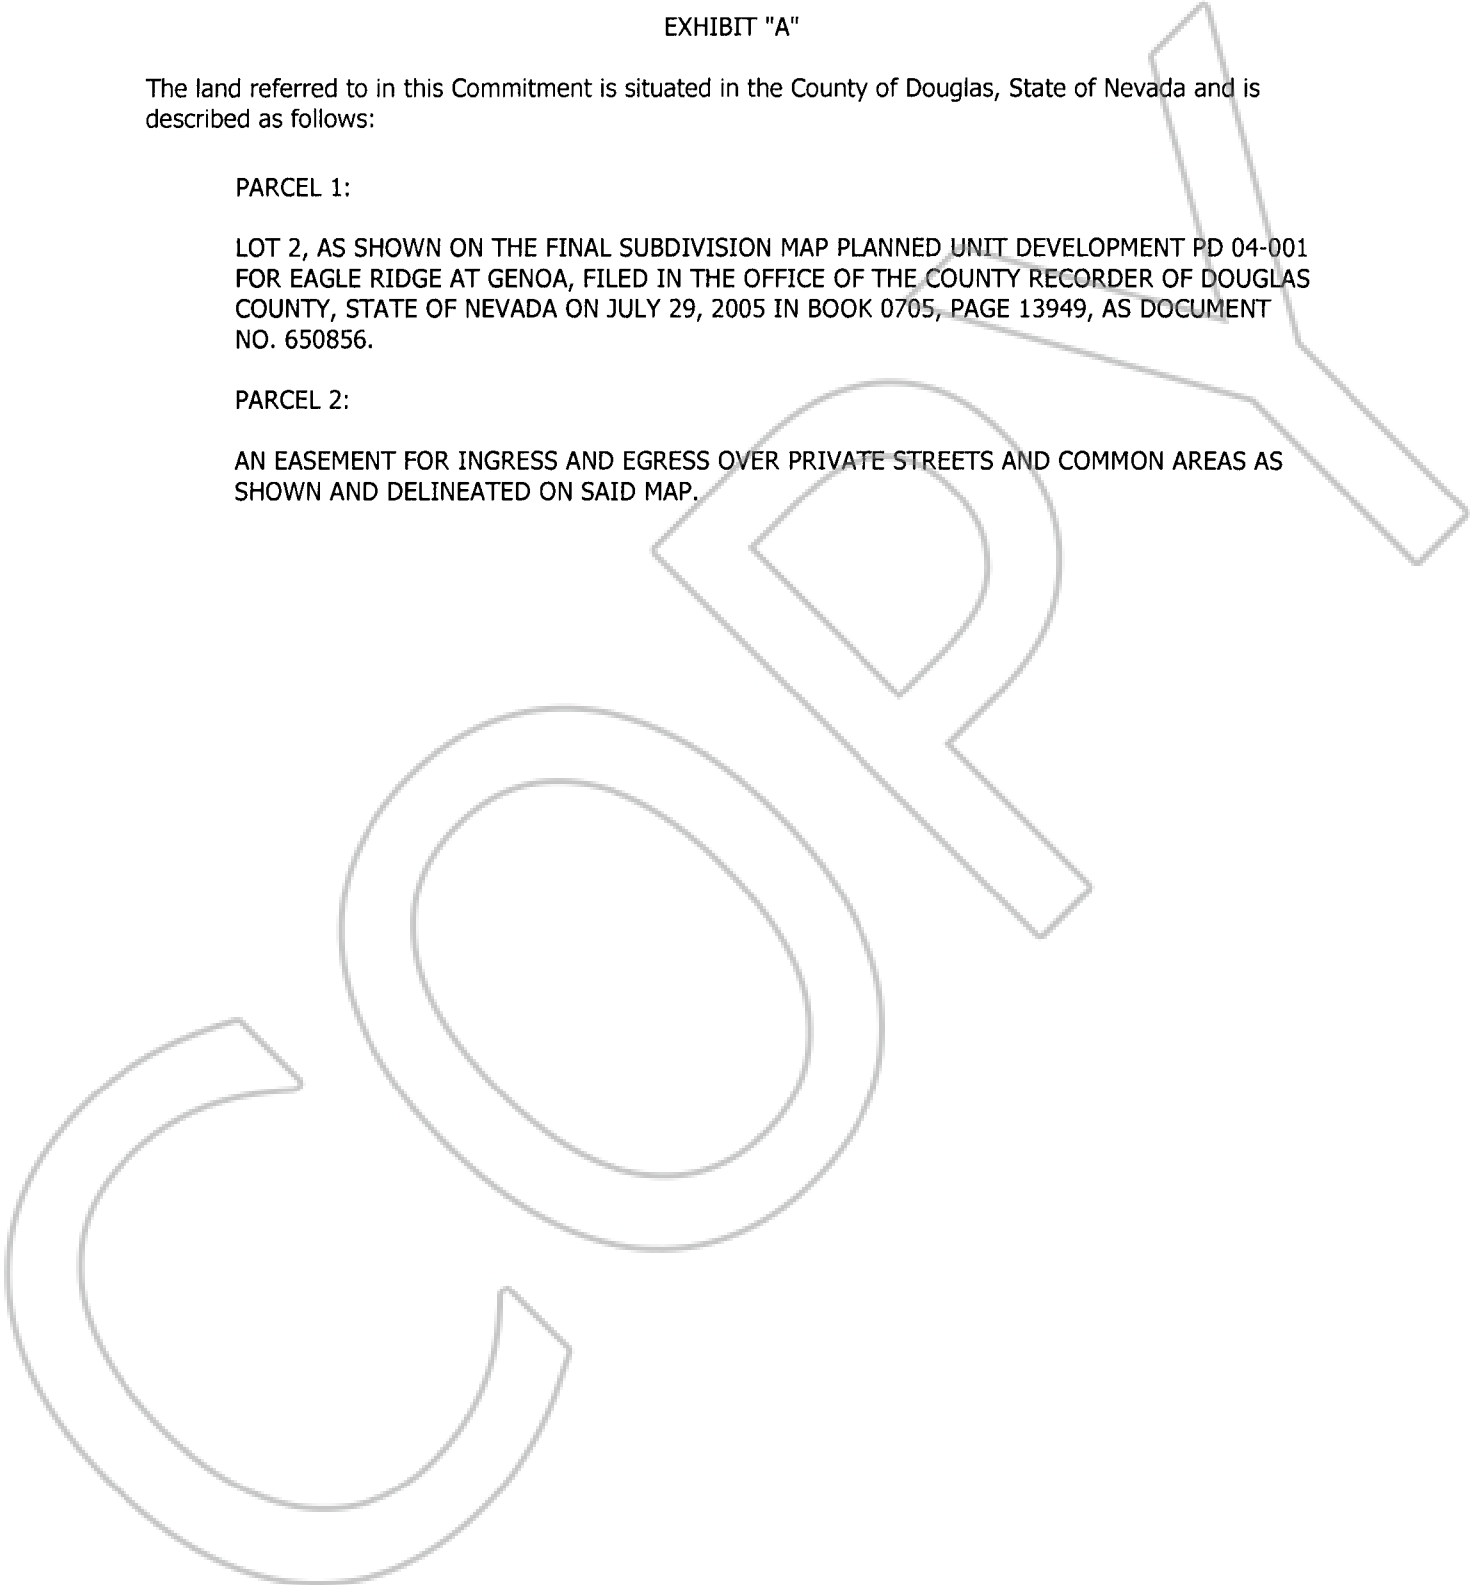 EXHIBIT "A"
The land referred to in this Commitment is situated in the County of Douglas, State of Nevada and is
described as follows:
PARCEL 1:
LOT 2, AS SHOWN ON THE FINAL SUBDIVISION MAP PLANNED UNIT DEVELOPMENT PD 04-001
FOR EAGLE RIDGE AT GENOA, FILED IN THE OFFICE OF THE COUNTY RECORDER OF DOUGLAS
COUNTY, STATE OF NEVADA ON JULY 29, 2005 IN BOOK 0705, PAGE 13949, AS DOCUMENT
NO. 650856.
PARCEL 2:
AN EASEMENT FOR INGRESS AND EGRESS OVER PRIVATE STREETS AND COMMON AREAS AS
SHOWN AND DELINEATED ON SAID MAP.
COPY